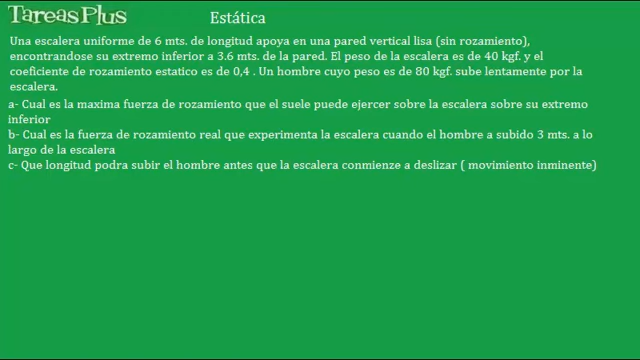 TareasPlus
Estática
Una escalera uniforme de 6 mts. de longitud apoya en una pared vertical lisa (sin rozamiento),
encontrandose su extremo inferior a 3.6 mts. de la pared. El peso de la escalera es de 40 kgf. y el
coeficiente de rozamiento estatico es de 0,4 . Un hombre cuyo peso es de 80 kgf. sube lentamente por la
escalera.
a- Cual es la maxima fuerza de rozamiento que el suele puede ejercer sobre la escalera sobre su extremo
inferior
b- Cual es la fuerza de rozamiento real que experimenta la escalera cuando el hombre a subido 3 mts. a lo
largo de la escalera
c- Que longitud podra subir el hombre antes que la escalera conmienze a deslizar ( movimiento inminente)